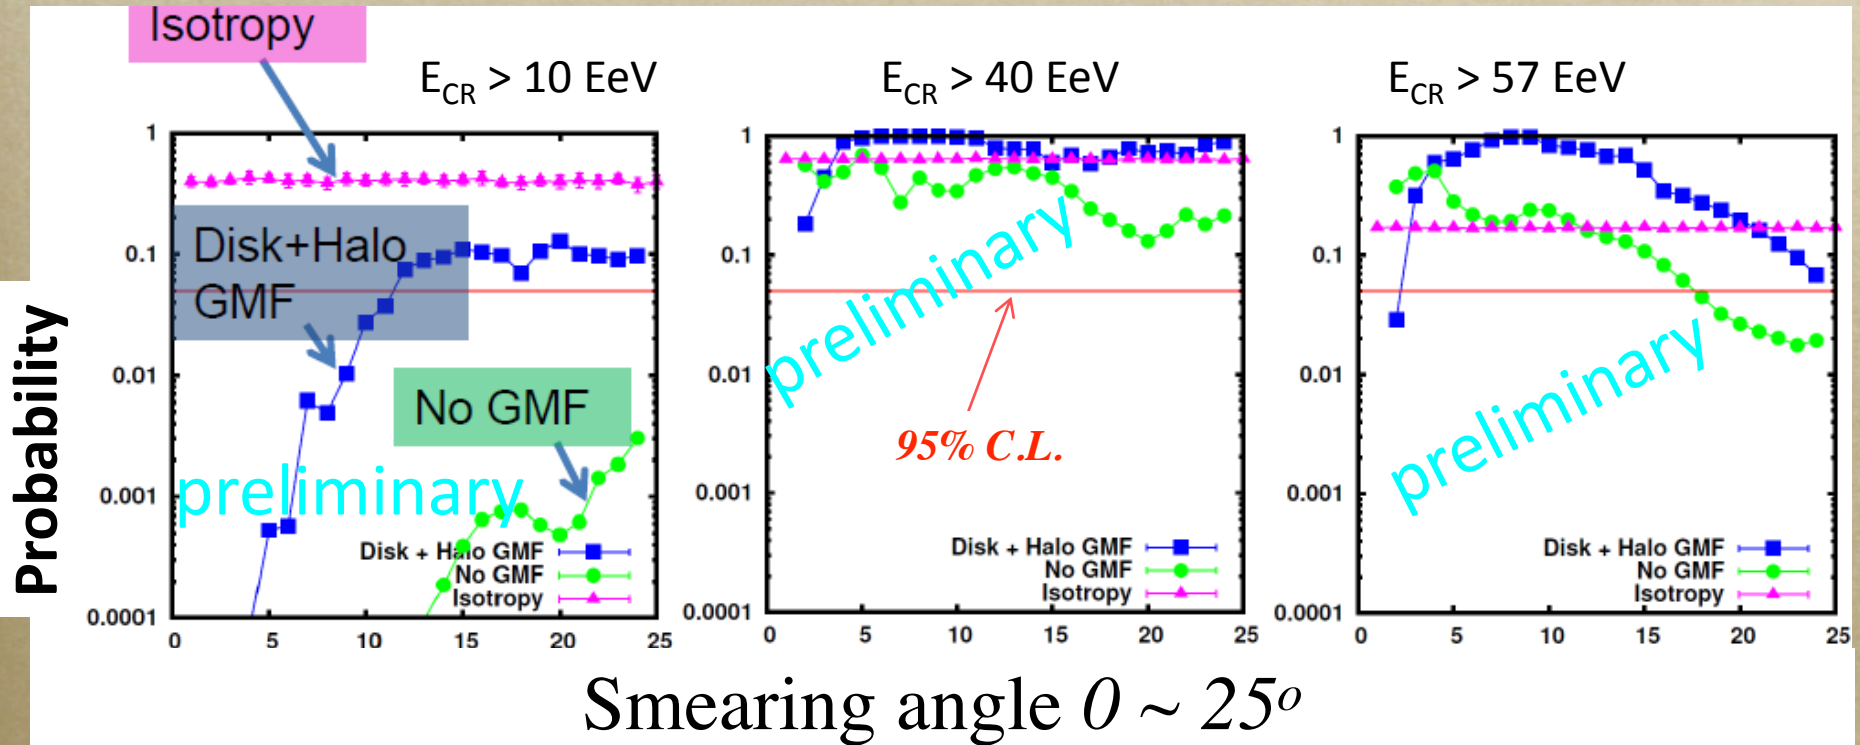 Isotropy
E_CR > 10 EeV
E_CR > 40 EeV
E_CR > 57 EeV
Probability
1
0.1
0.01
0.001
0.0001
Disk+Halo
GMF
No GMF
preliminary
Disk + Halo GMF
No GMF
Isotropy
0 5 10 15 20 25
1
0.1
0.01
0.001
0.0001
preliminary
95% C.L.
Disk + Halo GMF
No GMF
Isotropy
0 5 10 15 20 25
1
0.1
0.01
0.001
0.0001
preliminary
Disk + Halo GMF
No GMF
Isotropy
0 5 10 15 20 25
Smearing angle 0 ~ 25º